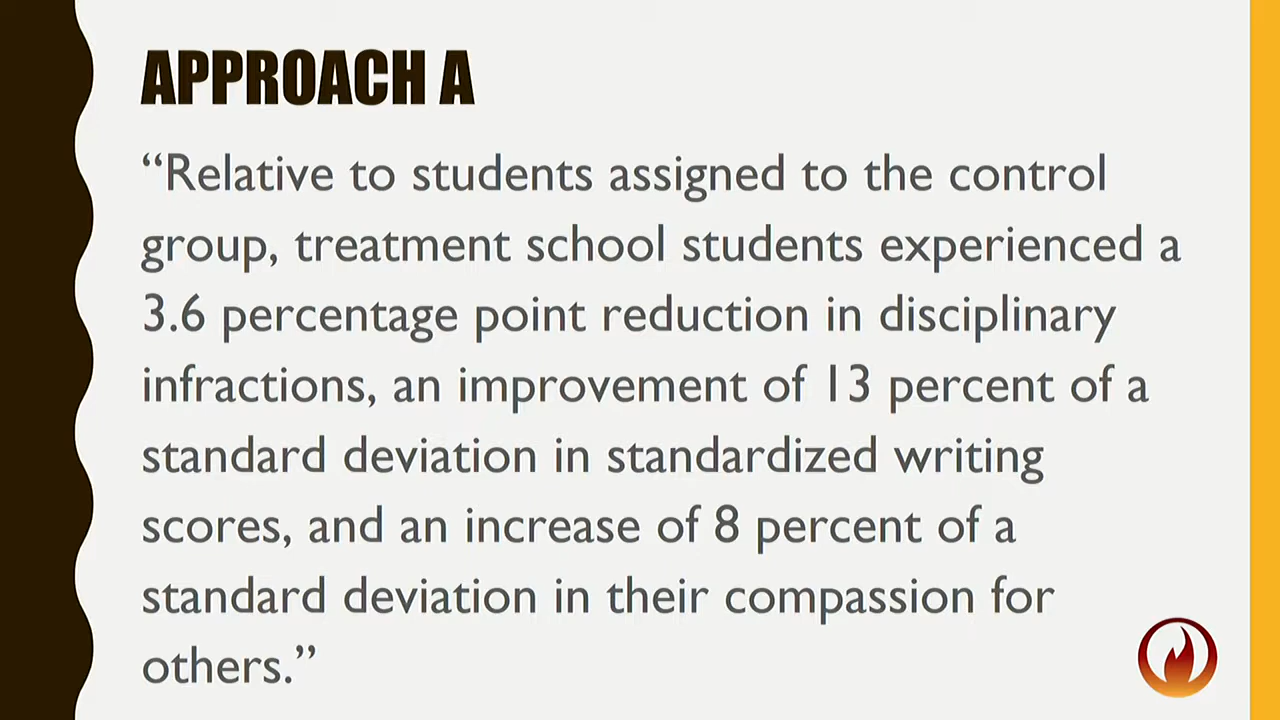 APPROACH A
“Relative to students assigned to the control
group, treatment school students experienced a
3.6 percentage point reduction in disciplinary
infractions, an improvement of 13 percent of a
standard deviation in standardized writing
scores, and an increase of 8 percent of a
standard deviation in their compassion for
others.”